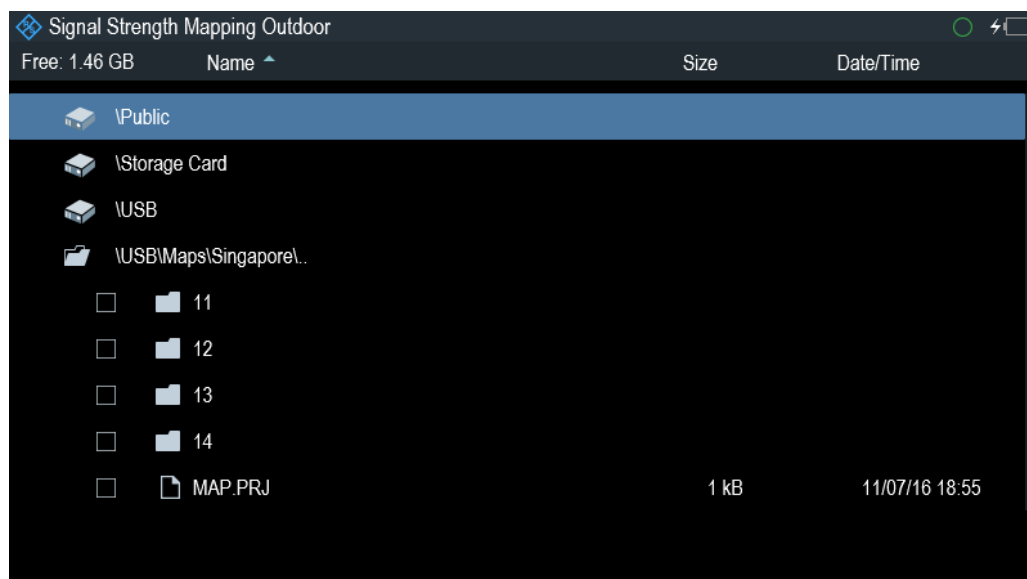 Signal Strength Mapping Outdoor
Free: 1.46 GB Name Size Date/Time
\Public
\Storage Card
\USB
\USB\Maps\Singapore\..
11
12
13
14
MAP.PRJ 1 kB 11/07/16 18:55